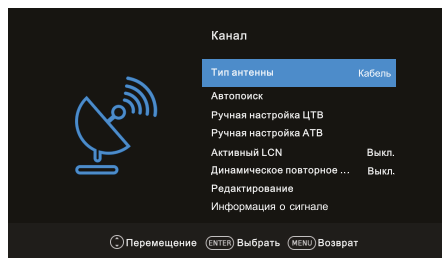 Канал
Тип антенны Кабель
Автопоиск
Ручная настройка ЦТВ
Ручная настройка АТВ
Активный LCN Выкл.
Динамическое повторное ... Выкл.
Редактирование
Информация о сигнале
Перемещение ENTER Выбрать MENU Возврат